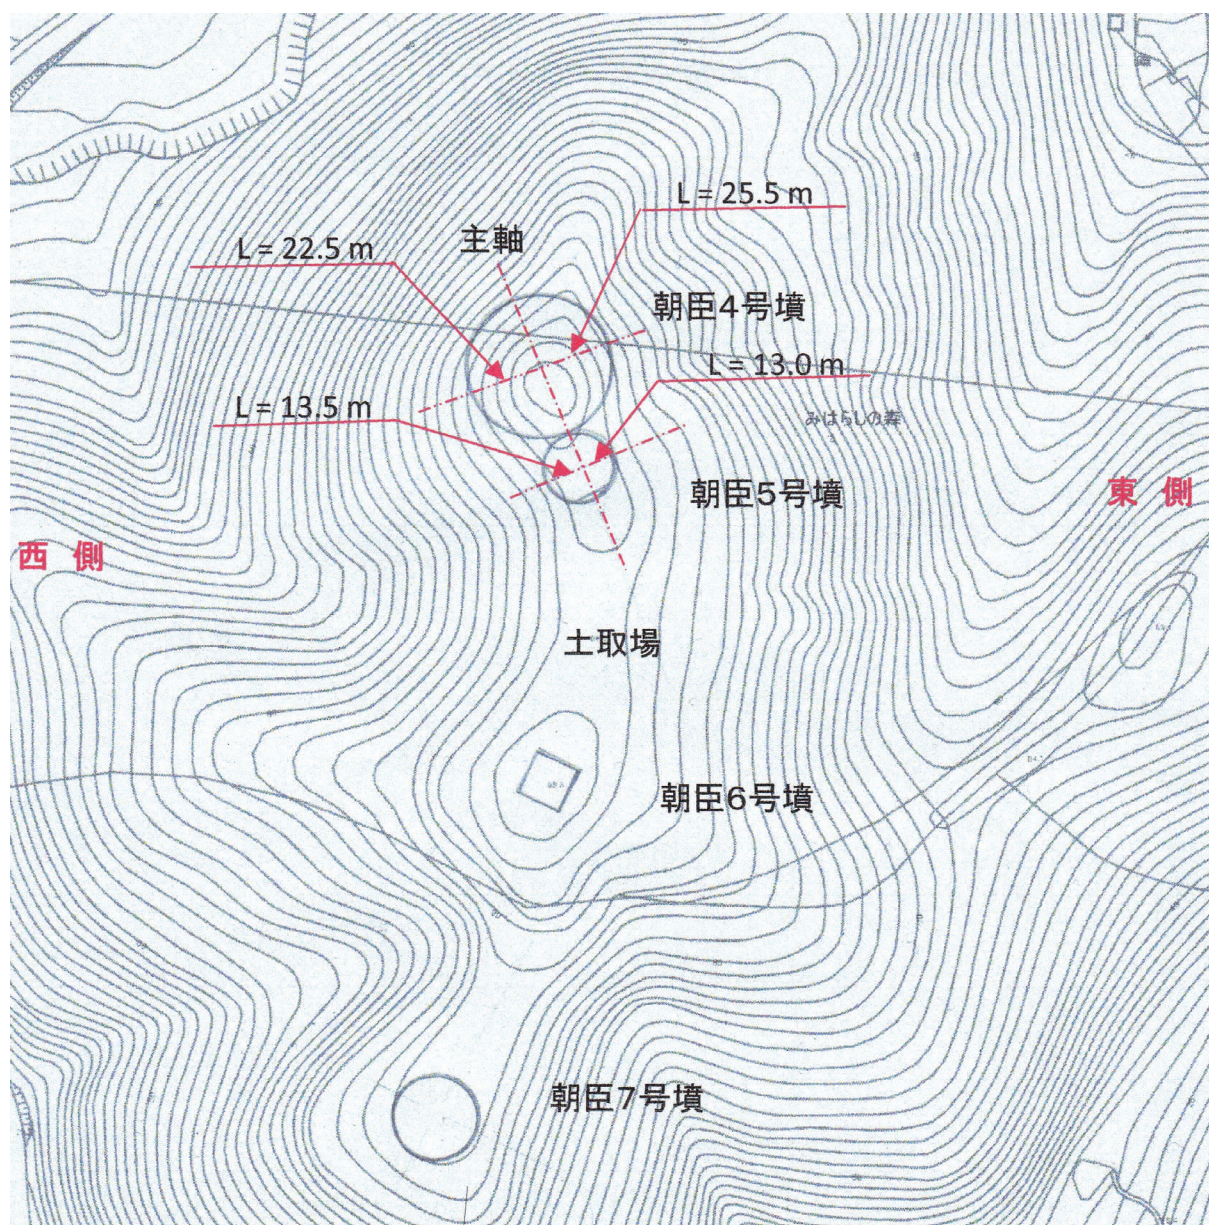 L = 25.5 m
主軸
L = 22.5 m
朝臣4号墳
L = 13.0 m
L = 13.5 m
みはらしの森
朝臣5号墳
東 側
西 側
土取場
朝臣6号墳
朝臣7号墳